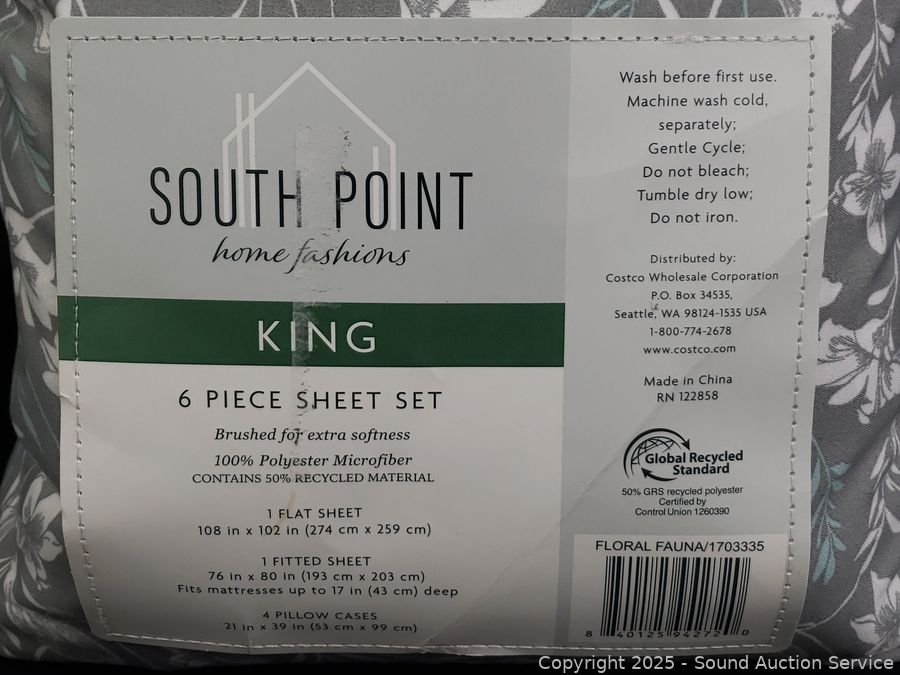 SOUTH POINT
home fashions
KING
6 PIECE SHEET SET
Brushed for extra softness
100% Polyester Microfiber
CONTAINS 50% RECYCLED MATERIAL
1 FLAT SHEET
108 in x 102 in (274 cm x 259 cm)
1 FITTED SHEET
76 in x 80 in (193 cm x 203 cm)
Fits mattresses up to 17 in (43 cm) deep
4 PILLOW CASES
21 in x 39 in (53 cm x 99 cm)
Wash before first use.
Machine wash cold,
separately;
Gentle Cycle;
Do not bleach;
Tumble dry low;
Do not iron.
Distributed by:
Costco Wholesale Corporation
P.O. Box 34535,
Seattle, WA 98124-1535 USA
1-800-774-2678
www.costco.com
Made in China
RN 122858
Global Recycled
Standard
50% GRS recycled polyester
Certified by
Control Union 1260390
FLORAL FAUNA/1703335
8 40125 94272 0
Copyright 2025 - Sound Auction Service